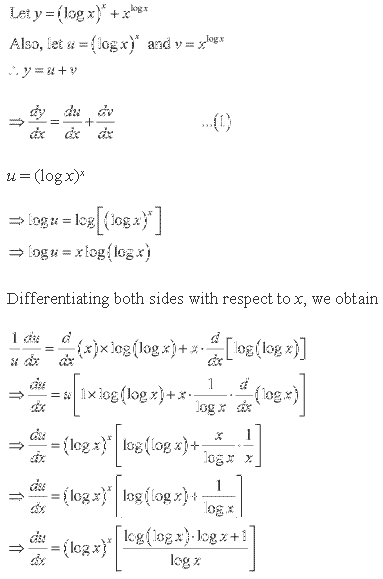 Let y = (log x)^x + x^(log x)
Also, let u = (log x)^x and v = x^(log x)
∴ y = u + v
⇒ dy/dx = du/dx + dv/dx ...(1)
u = (log x)^x
⇒ log u = log[(log x)^x]
⇒ log u = x log(log x)
Differentiating both sides with respect to x, we obtain
1/u du/dx = d/dx (x) × log(log x) + x · d/dx [log(log x)]
⇒ du/dx = u[1 × log(log x) + x · 1/(log x) · d/dx (log x)]
⇒ du/dx = (log x)^x [log(log x) + x/(log x) · 1/x]
⇒ du/dx = (log x)^x [log(log x) + 1/(log x)]
⇒ du/dx = (log x)^x [(log(log x) · log x + 1)/(log x)]